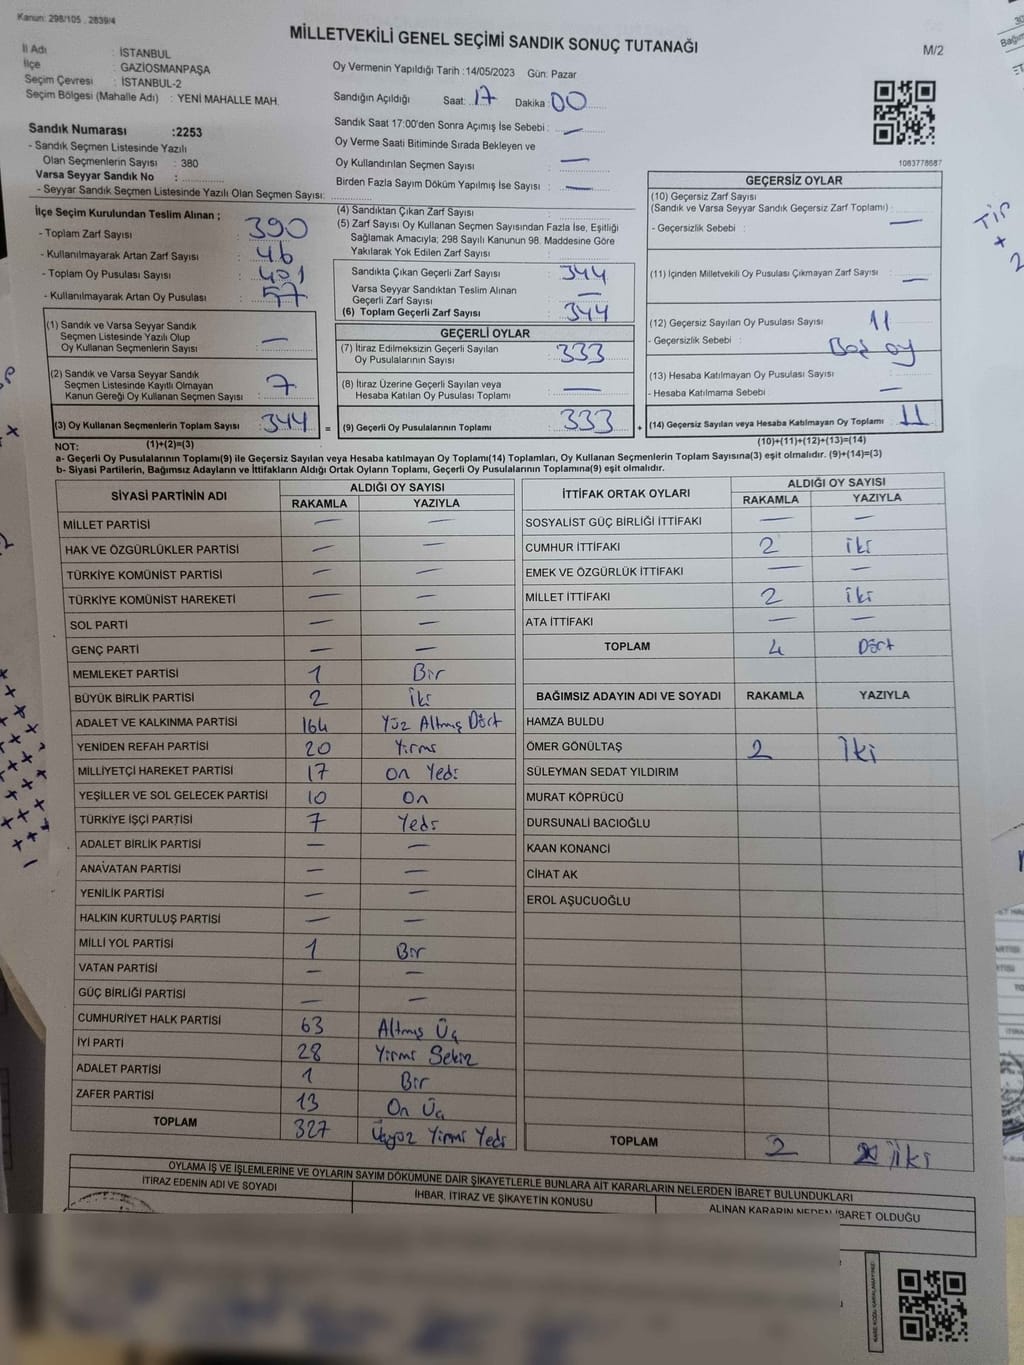 Kanun: 298/105 . 2839/4
MİLLETVEKİLİ GENEL SEÇİMİ SANDIK SONUÇ TUTANAĞI
M/2
İl Adı : İSTANBUL
İlçe : GAZİOSMANPAŞA
Seçim Çevresi : İSTANBUL-2
Seçim Bölgesi (Mahalle Adı) : YENİ MAHALLE MAH.
Oy Vermenin Yapıldığı Tarih :14/05/2023 Gün: Pazar
Sandığın Açıldığı Saat: 17 Dakika 00
Sandık Saat 17:00'den Sonra Açılmış İse Sebebi : —
Oy Verme Saati Bitiminde Sırada Bekleyen ve
Oy Kullandırılan Seçmen Sayısı —
Birden Fazla Sayım Döküm Yapılmış İse Sayısı : —
1083778687
Sandık Numarası :2253
- Sandık Seçmen Listesinde Yazılı
Olan Seçmenlerin Sayısı : 380
Varsa Seyyar Sandık No :
- Seyyar Sandık Seçmen Listesinde Yazılı Olan Seçmen Sayısı:
İlçe Seçim Kurulundan Teslim Alınan ;
- Toplam Zarf Sayısı : 390
- Kullanılmayarak Artan Zarf Sayısı : 46
- Toplam Oy Pusulası Sayısı : 401
- Kullanılmayarak Artan Oy Pusulası : 57
(1) Sandık ve Varsa Seyyar Sandık
Seçmen Listesinde Yazılı Olup
Oy Kullanan Seçmenlerin Sayısı : —
(2) Sandık ve Varsa Seyyar Sandık
Seçmen Listesinde Kayıtlı Olmayan
Kanun Gereği Oy Kullanan Seçmen Sayısı : 7
(3) Oy Kullanan Seçmenlerin Toplam Sayısı : 344
(4) Sandıktan Çıkan Zarf Sayısı
(5) Zarf Sayısı Oy Kullanan Seçmen Sayısından Fazla İse, Eşitliği
Sağlamak Amacıyla; 298 Sayılı Kanunun 98. Maddesine Göre
Yakılarak Yok Edilen Zarf Sayısı :
Sandıkta Çıkan Geçerli Zarf Sayısı : 344
Varsa Seyyar Sandıktan Teslim Alınan
Geçerli Zarf Sayısı : —
(6) Toplam Geçerli Zarf Sayısı : 344
GEÇERLİ OYLAR
(7) İtiraz Edilmeksizin Geçerli Sayılan
Oy Pusulalarının Sayısı : 333
(8) İtiraz Üzerine Geçerli Sayılan veya
Hesaba Katılan Oy Pusulası Toplamı : —
= (9) Geçerli Oy Pusulalarının Toplamı : 333 +
GEÇERSİZ OYLAR
(10) Geçersiz Zarf Sayısı
(Sandık ve Varsa Seyyar Sandık Geçersiz Zarf Toplamı) : —
- Geçersizlik Sebebi :
(11) İçinden Milletvekili Oy Pusulası Çıkmayan Zarf Sayısı : —
(12) Geçersiz Sayılan Oy Pusulası Sayısı : 11
- Geçersizlik Sebebi : Boş oy
(13) Hesaba Katılmayan Oy Pusulası Sayısı :
- Hesaba Katılmama Sebebi : —
(14) Geçersiz Sayılan veya Hesaba Katılmayan Oy Toplamı : 11
NOT: (1)+(2)=(3)
(10)+(11)+(12)+(13)=(14)
a- Geçerli Oy Pusulalarının Toplamı(9) ile Geçersiz Sayılan veya Hesaba katılmayan Oy Toplamı(14) Toplamları, Oy Kullanan Seçmenlerin Toplam Sayısına(3) eşit olmalıdır. (9)+(14)=(3)
b- Siyasi Partilerin, Bağımsız Adayların ve İttifakların Aldığı Ortak Oyların Toplamı, Geçerli Oy Pusulalarının Toplamına(9) eşit olmalıdır.
SİYASİ PARTİNİN ADI ALDIĞI OY SAYISI
RAKAMLA YAZIYLA
MİLLET PARTİSİ — —
HAK VE ÖZGÜRLÜKLER PARTİSİ — —
TÜRKİYE KOMÜNİST PARTİSİ — —
TÜRKİYE KOMÜNİST HAREKETİ — —
SOL PARTİ — —
GENÇ PARTİ — —
MEMLEKET PARTİSİ 1 Bir
BÜYÜK BİRLİK PARTİSİ 2 İki
ADALET VE KALKINMA PARTİSİ 164 Yüz Altmış Dört
YENİDEN REFAH PARTİSİ 20 Yirmi
MİLLİYETÇİ HAREKET PARTİSİ 17 on Yedi
YEŞİLLER VE SOL GELECEK PARTİSİ 10 On
TÜRKİYE İŞÇİ PARTİSİ 7 Yedi
ADALET BİRLİK PARTİSİ — —
ANAVATAN PARTİSİ — —
YENİLİK PARTİSİ — —
HALKIN KURTULUŞ PARTİSİ — —
MİLLİ YOL PARTİSİ 1 Bir
VATAN PARTİSİ — —
GÜÇ BİRLİĞİ PARTİSİ — —
CUMHURİYET HALK PARTİSİ 63 Altmış Üç
İYİ PARTİ 28 Yirmi Sekiz
ADALET PARTİSİ 1 Bir
ZAFER PARTİSİ 13 On Üç
TOPLAM 327 Üçyüz Yirmi Yedi
İTTİFAK ORTAK OYLARI ALDIĞI OY SAYISI
RAKAMLA YAZIYLA
SOSYALİST GÜÇ BİRLİĞİ İTTİFAKI — —
CUMHUR İTTİFAKI 2 iki
EMEK VE ÖZGÜRLÜK İTTİFAKI — —
MİLLET İTTİFAKI 2 iki
ATA İTTİFAKI — —
TOPLAM 4 Dört
BAĞIMSIZ ADAYIN ADI VE SOYADI RAKAMLA YAZIYLA
HAMZA BULDU
ÖMER GÖNÜLTAŞ 2 İki
SÜLEYMAN SEDAT YILDIRIM
MURAT KÖPRÜCÜ
DURSUNALİ BACIOĞLU
KAAN KONANCİ
CİHAT AK
EROL AŞUCUOĞLU
TOPLAM 2 İki
OYLAMA İŞ VE İŞLEMLERİNE VE OYLARIN SAYIM DÖKÜMÜNE DAİR ŞİKAYETLERLE BUNLARA AİT KARARLARIN NELERDEN İBARET BULUNDUKLARI
İTİRAZ EDENİN ADI VE SOYADI İHBAR, İTİRAZ VE ŞİKAYETİN KONUSU ALINAN KARARIN NEDEN İBARET OLDUĞU
TİP
+
2